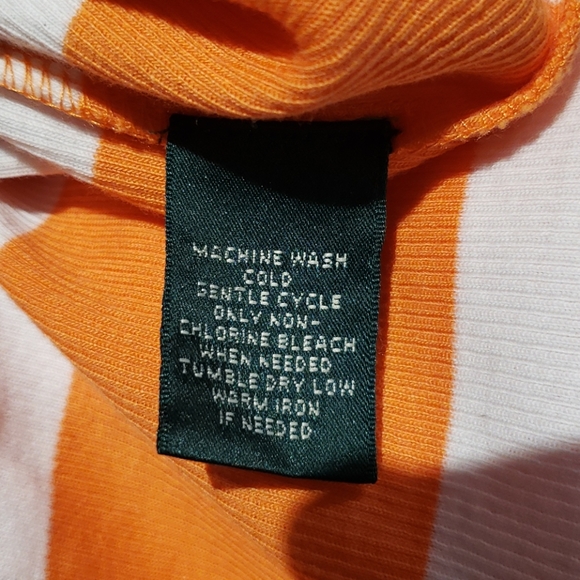 MACHINE WASH
COLD
GENTLE CYCLE
ONLY NON-
CHLORINE BLEACH
WHEN NEEDED
TUMBLE DRY LOW
WARM IRON
IF NEEDED